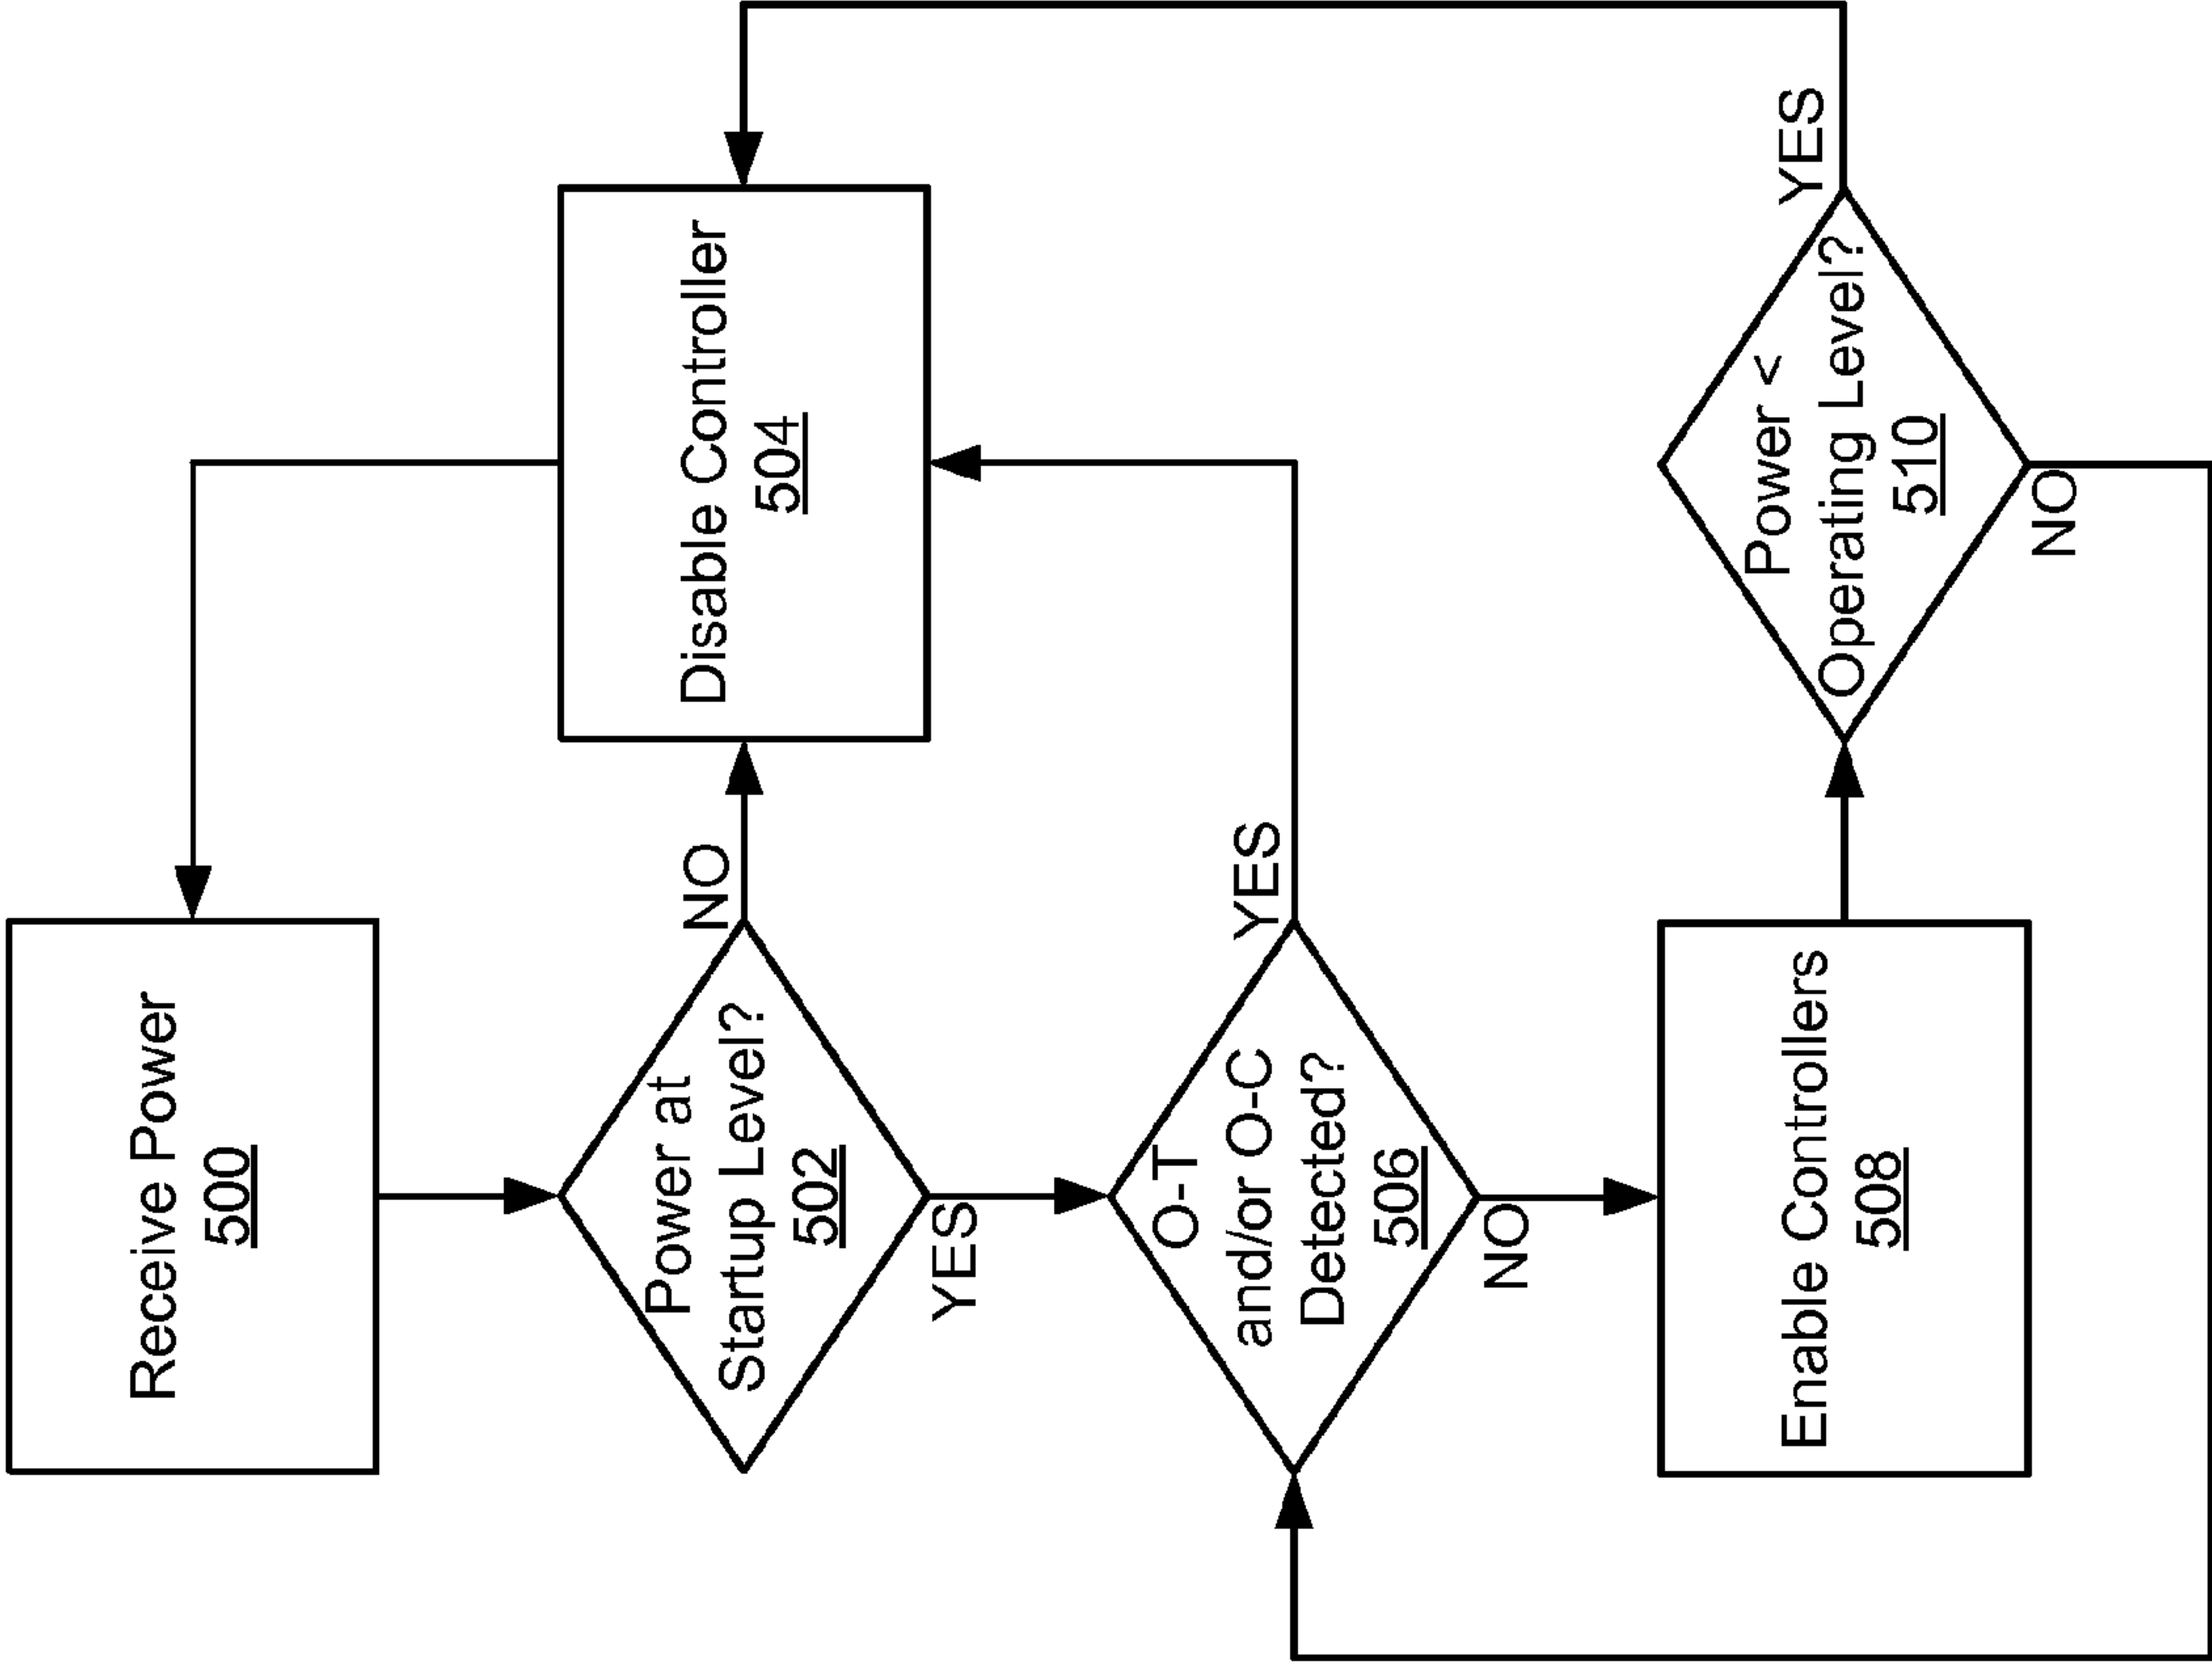 Receive Power
500
Power at
Startup Level?
502
NO
YES
Disable Controller
504
O-T
and/or O-C
Detected?
506
YES
NO
Enable Controllers
508
Power <
Operating Level?
510
YES
NO